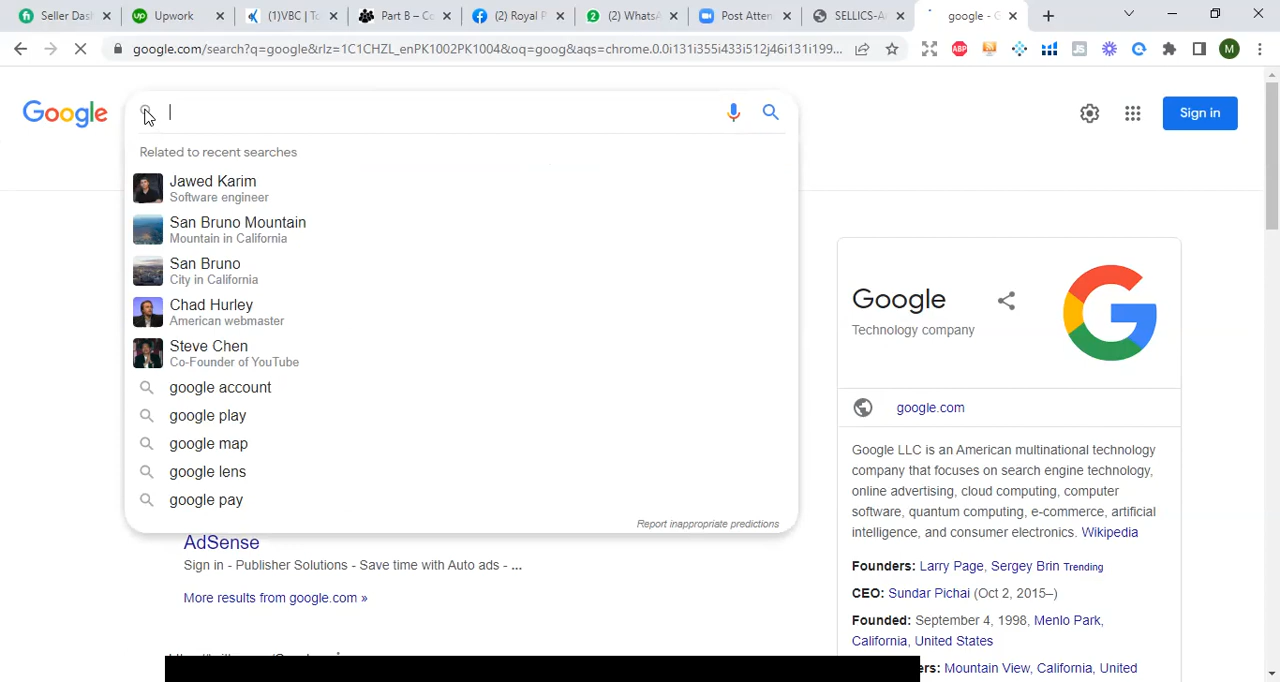 Seller Das
Upwork
(1)VBC | To
Part B – Co
(2) Royal P
(2) WhatsA
Post Atten
SELLICS-A
google - G
google.com/search?q=google&rlz=1C1CHZL_enPK1002PK1004&oq=goog&aqs=chrome.0.0i131i355i433i512j46i131i199...
ABP
JS
M
Google
Sign in
Related to recent searches
Jawed Karim
Software engineer
San Bruno Mountain
Mountain in California
San Bruno
City in California
Chad Hurley
American webmaster
Steve Chen
Co-Founder of YouTube
google account
google play
google map
google lens
google pay
Report inappropriate predictions
AdSense
Sign in - Publisher Solutions - Save time with Auto ads - ...
More results from google.com »
Google
Technology company
google.com
Google LLC is an American multinational technology
company that focuses on search engine technology,
online advertising, cloud computing, computer
software, quantum computing, e-commerce, artificial
intelligence, and consumer electronics. Wikipedia
Founders: Larry Page, Sergey Brin Trending
CEO: Sundar Pichai (Oct 2, 2015–)
Founded: September 4, 1998, Menlo Park,
California, United States
Mountain View, California, United